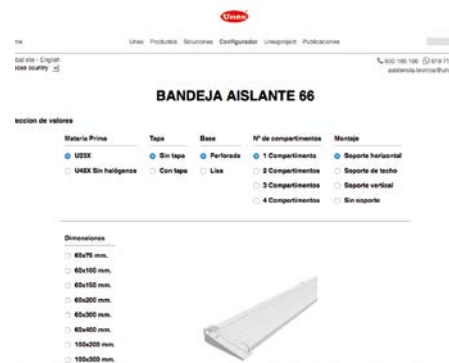 Unex
Unex Productos Soluciones Configurador Unexproject Publicaciones
BANDEJA AISLANTE 66
eccion de valores
Materia Prima Tapa Base Nº de compartimentos Montaje
U23X Sin tapa Perforada 1 Compartimento Soporte horizontal
U48X Sin halógenos Con tapa Lisa 2 Compartimentos Soporte de techo
3 Compartimentos Soporte vertical
4 Compartimentos Sin soporte
Dimensiones
60x75 mm.
60x100 mm.
60x150 mm.
60x200 mm.
60x300 mm.
60x400 mm.
100x200 mm.
100x300 mm.